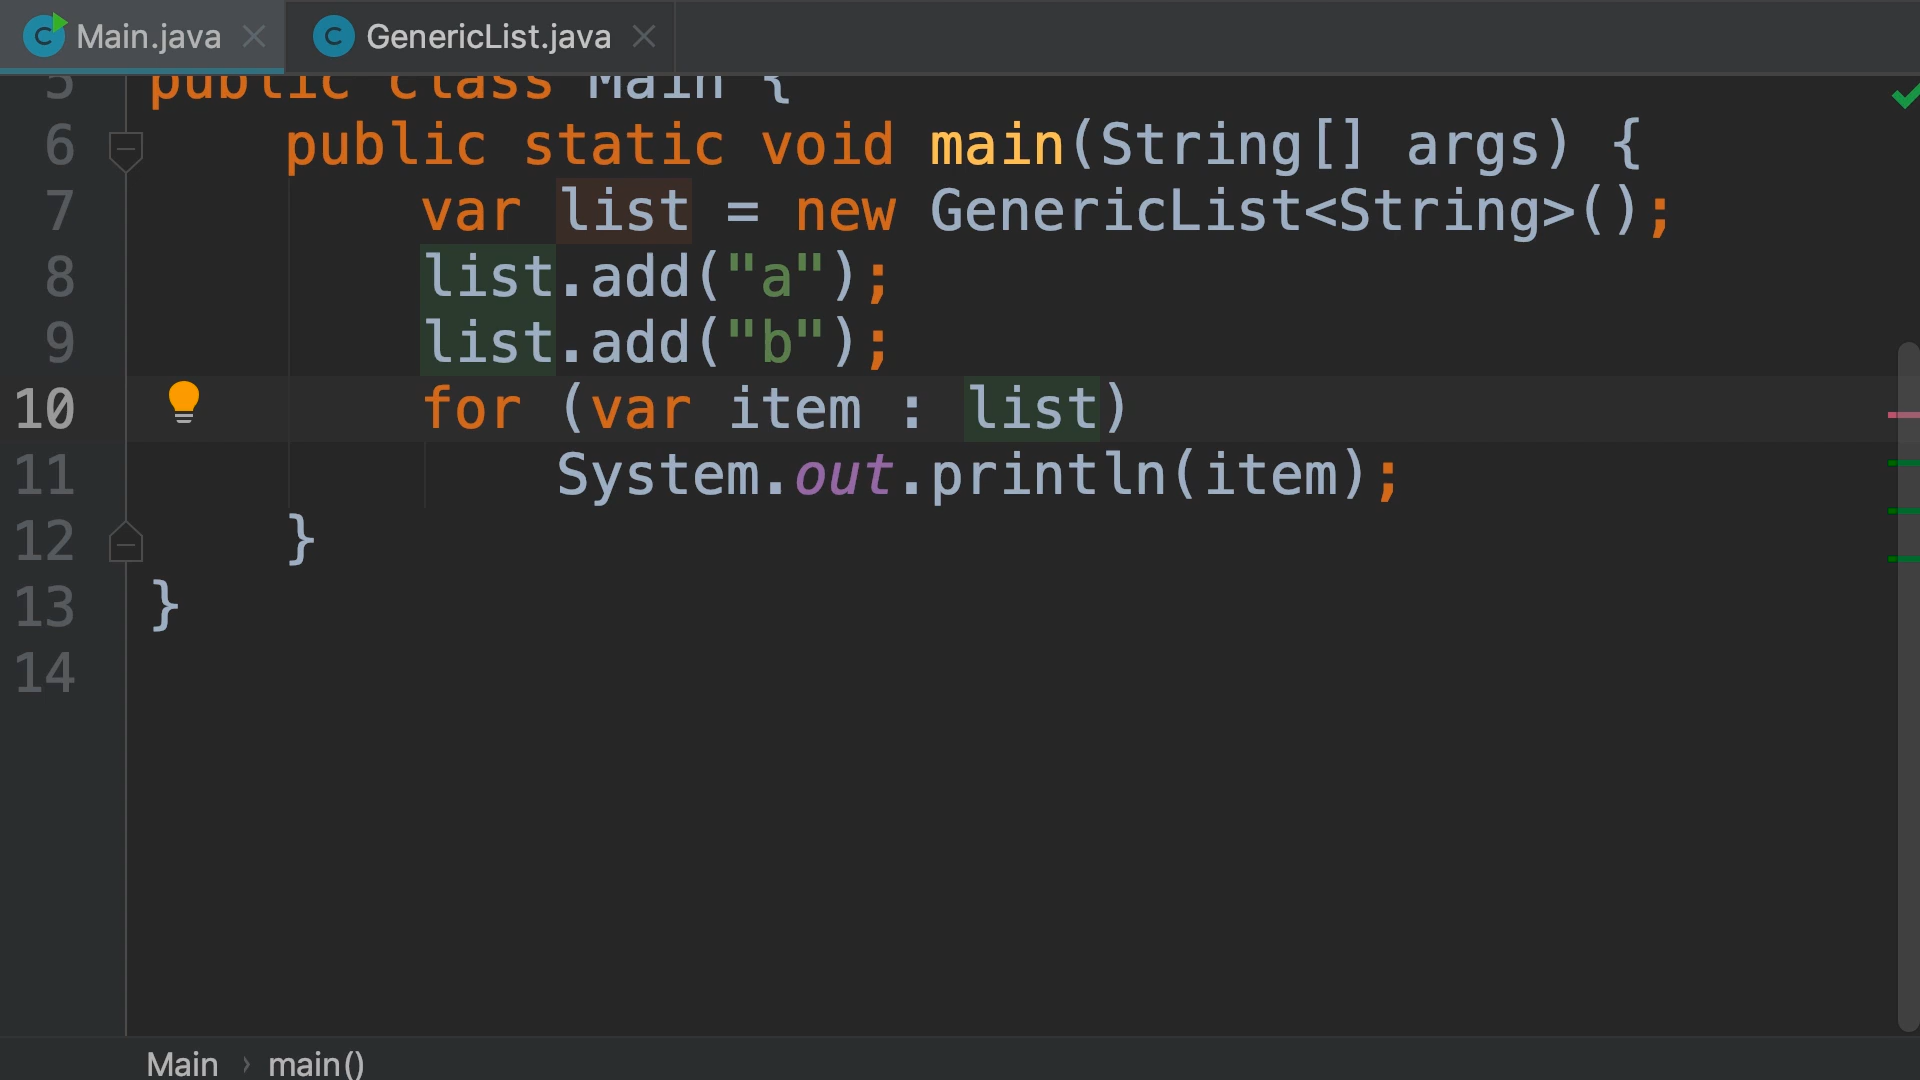 Main.java
GenericList.java
5 public class Main {
6 public static void main(String[] args) {
7 var list = new GenericList<String>();
8 list.add("a");
9 list.add("b");
10 for (var item : list)
11 System.out.println(item);
12 }
13 }
14
Main › main()